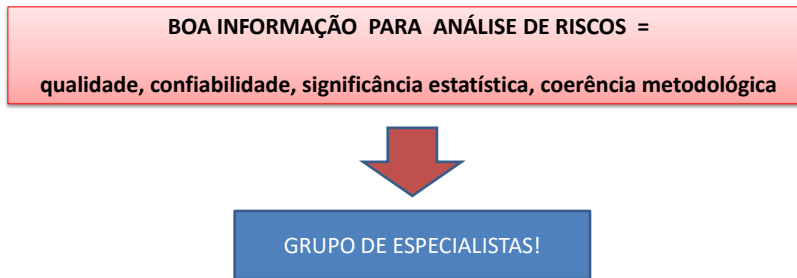 BOA INFORMAÇÃO PARA ANÁLISE DE RISCOS =
qualidade, confiabilidade, significância estatística, coerência metodológica
GRUPO DE ESPECIALISTAS!